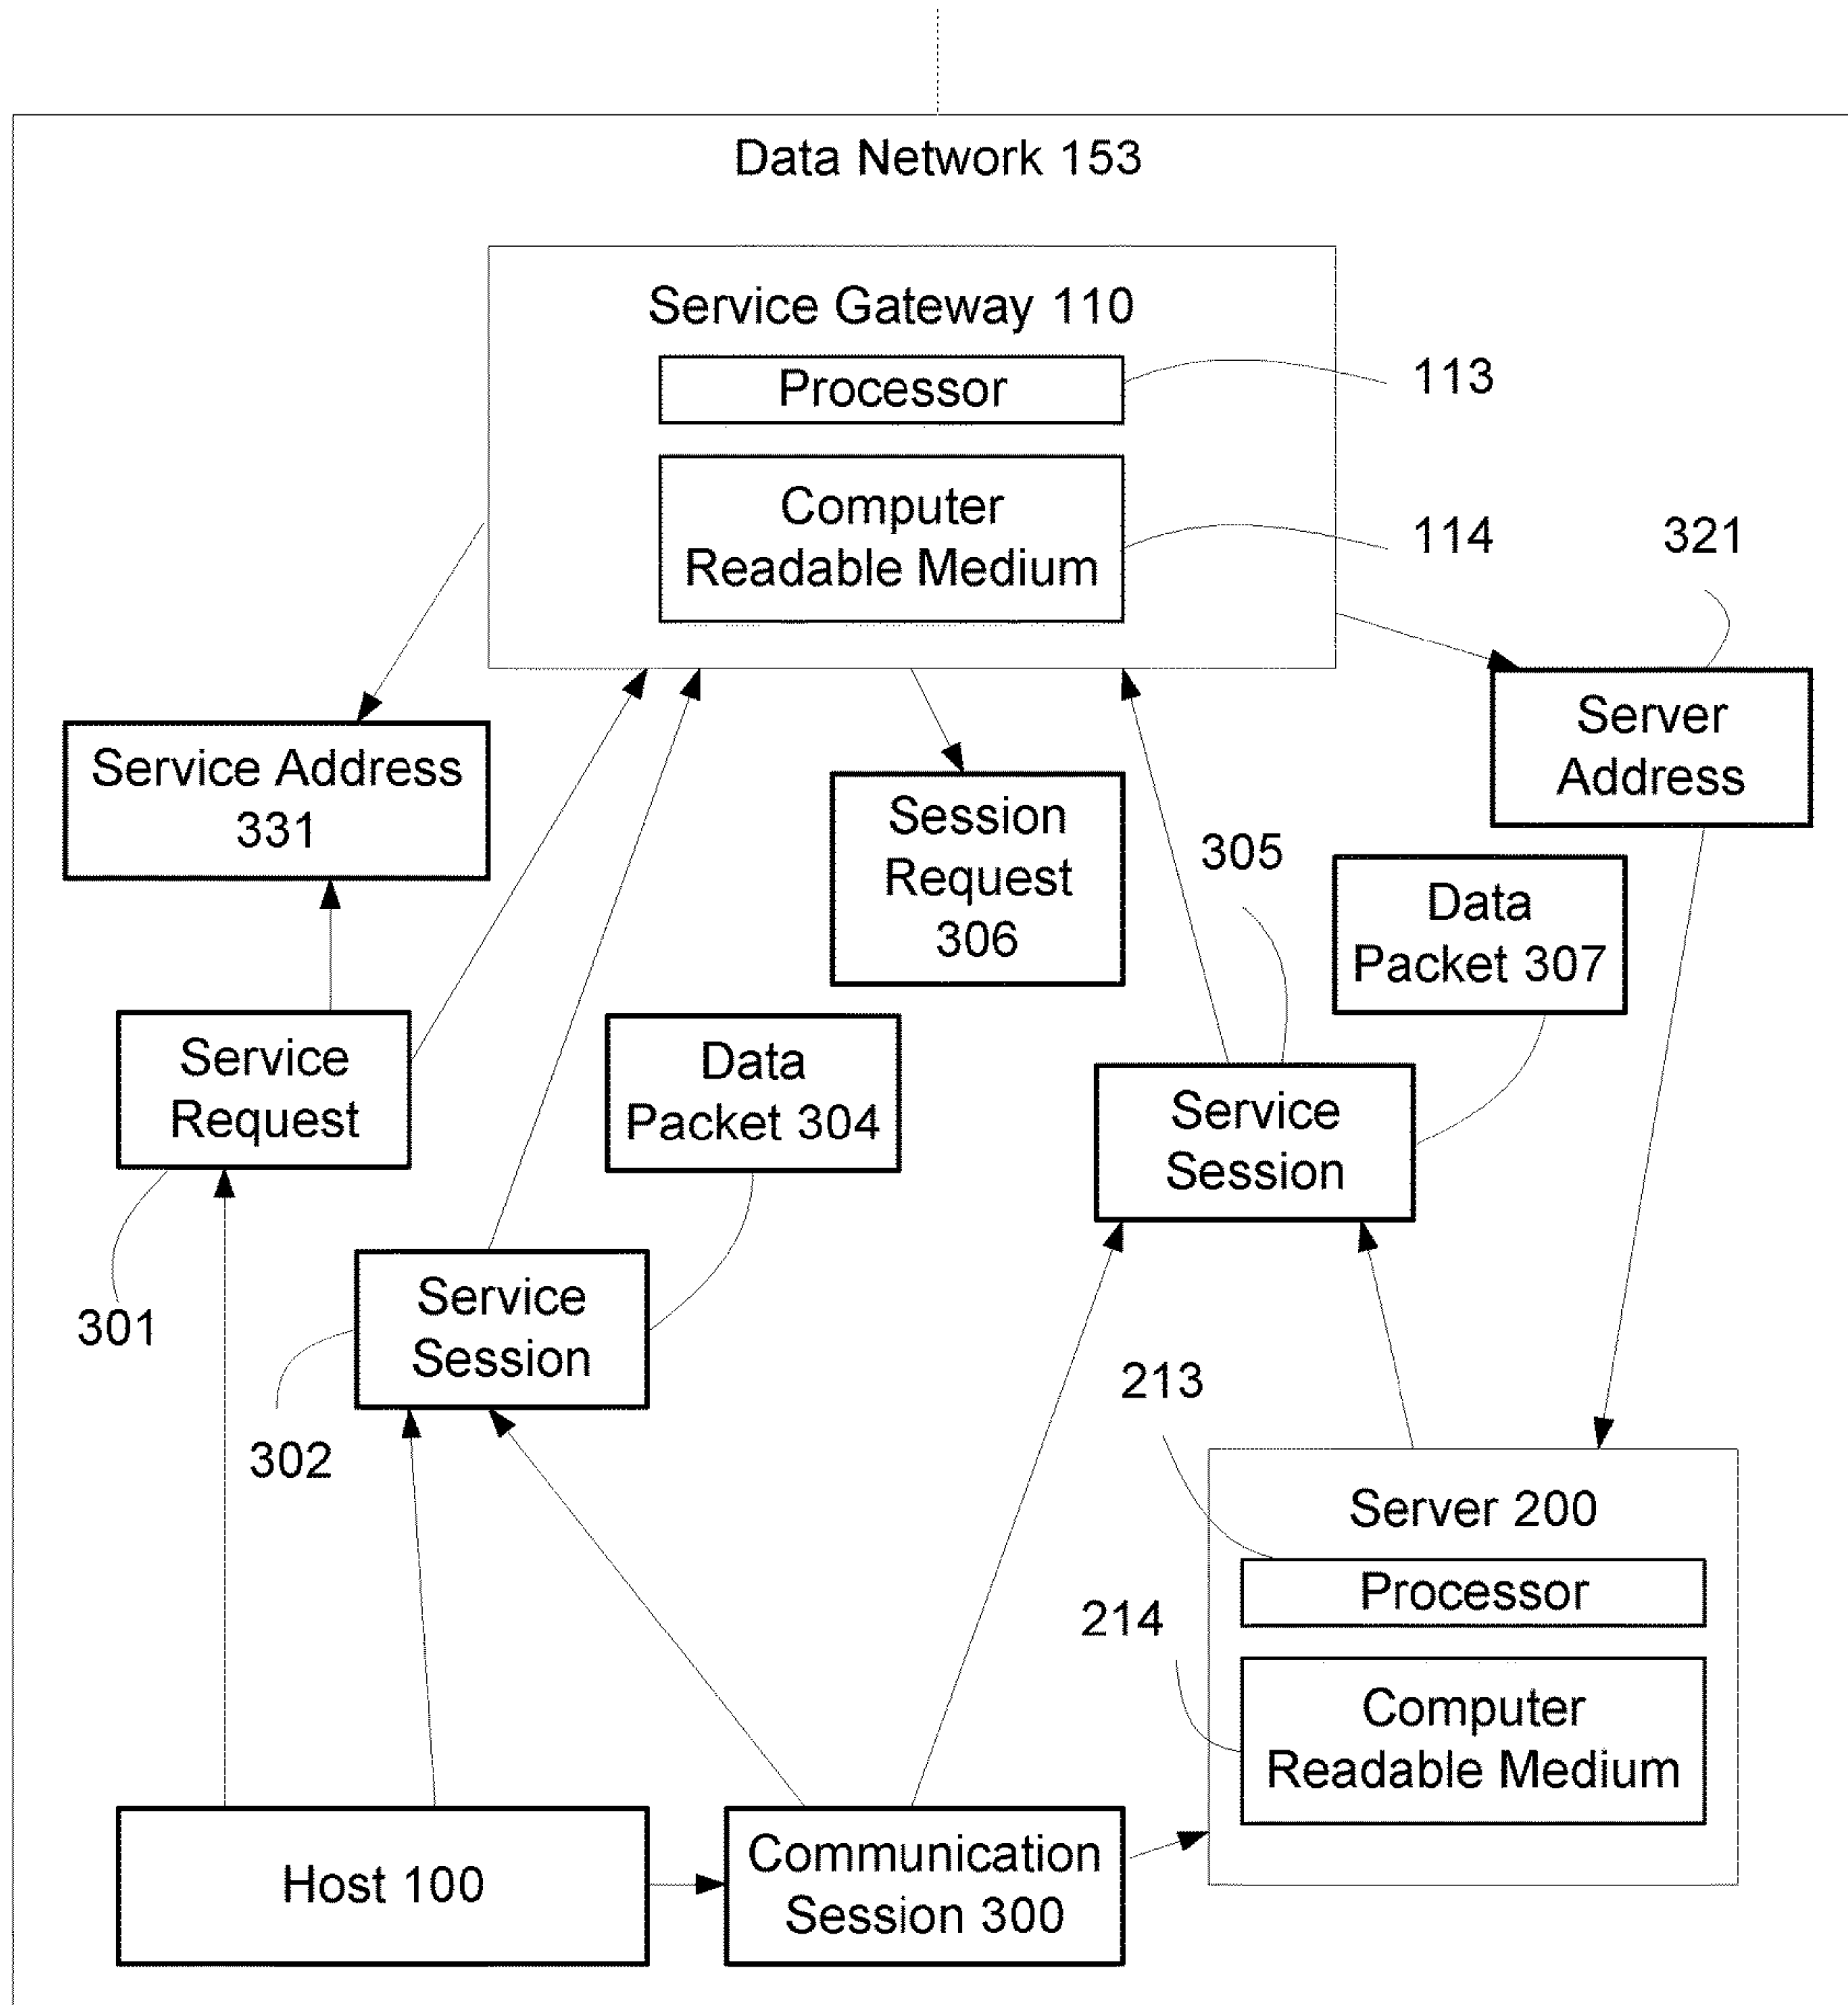 Data Network 153
Service Gateway 110
Processor
113
Computer
Readable Medium
114
321
Service Address
331
Server
Address
Session
Request
306
305
Data
Packet 307
Service
Request
Data
Packet 304
Service
Session
301
Service
Session
302
213
Server 200
Processor
214
Computer
Readable Medium
Host 100
Communication
Session 300